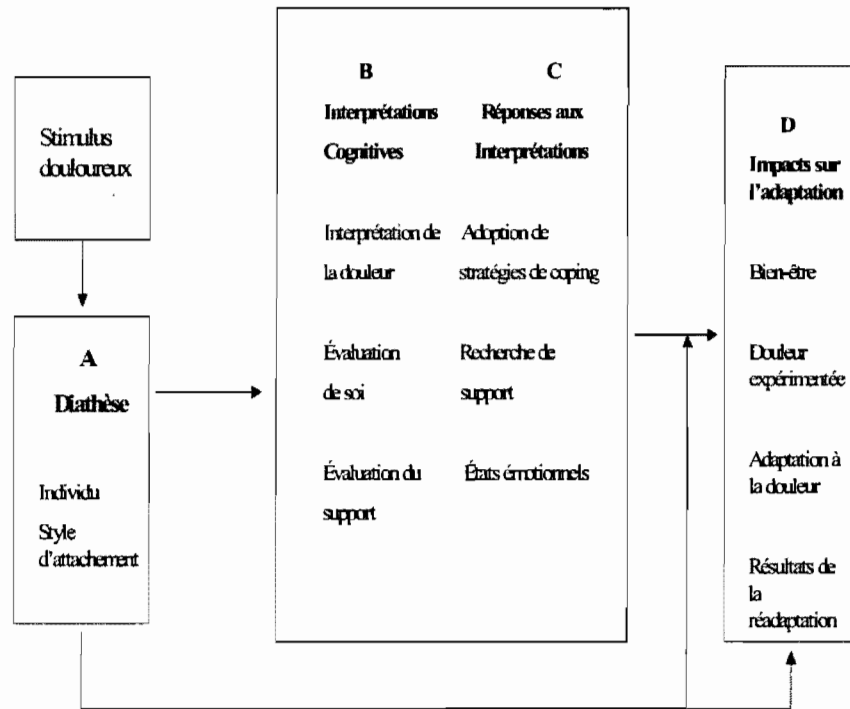 Stimulus
douloureux
A
Diathèse
Individu
Style
d'attachement
B
Interprétations
Cognitives
Interprétation de
la douleur
Évaluation
de soi
Évaluation du
support
C
Réponses aux
Interprétations
Adoption de
stratégies de coping
Recherche de
support
États émotionnels
D
Impacts sur
l'adaptation
Bien-être
Douleur
expérimentée
Adaptation à
la douleur
Résultats de
la
réadaptation